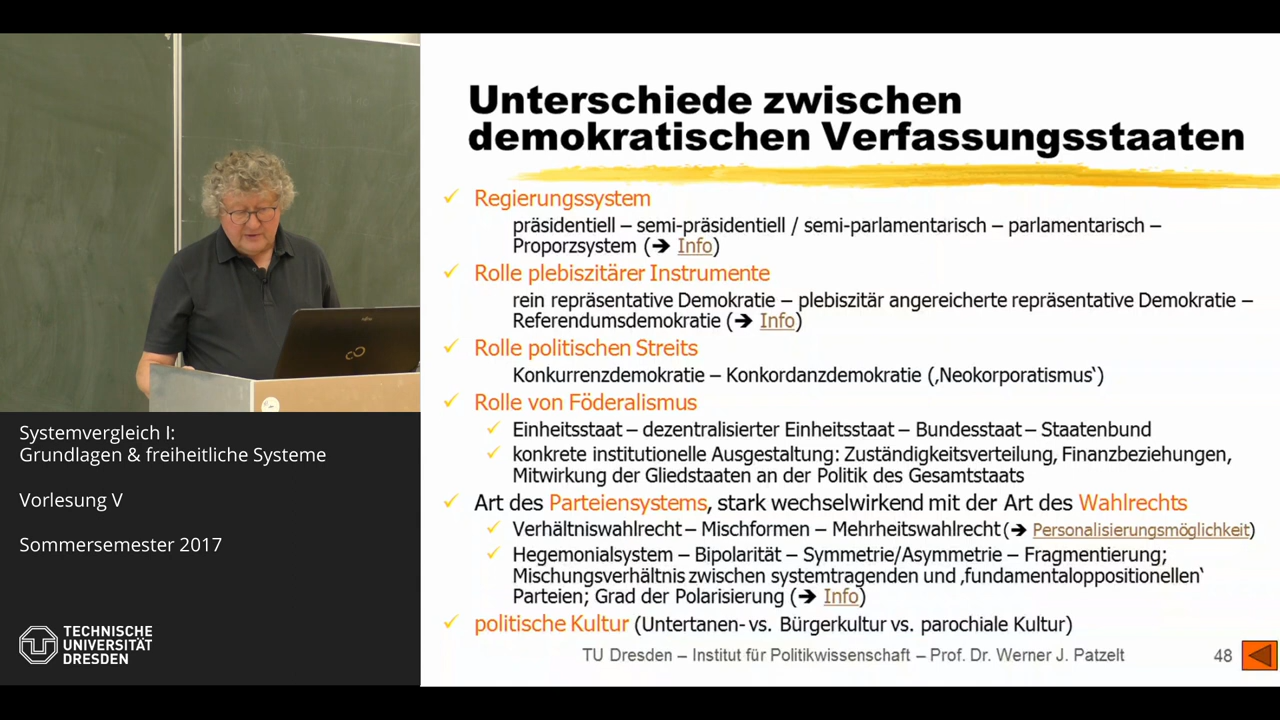 Unterschiede zwischen
demokratischen Verfassungsstaaten
Regierungssystem
präsidentiell – semi-präsidentiell / semi-parlamentarisch – parlamentarisch –
Proporzsystem (➔ Info)
Rolle plebiszitärer Instrumente
rein repräsentative Demokratie – plebiszitär angereicherte repräsentative Demokratie –
Referendumsdemokratie (➔ Info)
Rolle politischen Streits
Konkurrenzdemokratie – Konkordanzdemokratie (‚Neokorporatismus‘)
Rolle von Föderalismus
Einheitsstaat – dezentralisierter Einheitsstaat – Bundesstaat – Staatenbund
konkrete institutionelle Ausgestaltung: Zuständigkeitsverteilung, Finanzbeziehungen,
Mitwirkung der Gliedstaaten an der Politik des Gesamtstaats
Art des Parteiensystems, stark wechselwirkend mit der Art des Wahlrechts
Verhältniswahlrecht – Mischformen – Mehrheitswahlrecht (➔ Personalisierungsmöglichkeit)
Hegemonialsystem – Bipolarität – Symmetrie/Asymmetrie – Fragmentierung;
Mischungsverhältnis zwischen systemtragenden und ‚fundamentaloppositionellen‘
Parteien; Grad der Polarisierung (➔ Info)
politische Kultur (Untertanen- vs. Bürgerkultur vs. parochiale Kultur)
TU Dresden – Institut für Politikwissenschaft – Prof. Dr. Werner J. Patzelt
48
Systemvergleich I:
Grundlagen & freiheitliche Systeme
Vorlesung V
Sommersemester 2017
TECHNISCHE
UNIVERSITÄT
DRESDEN